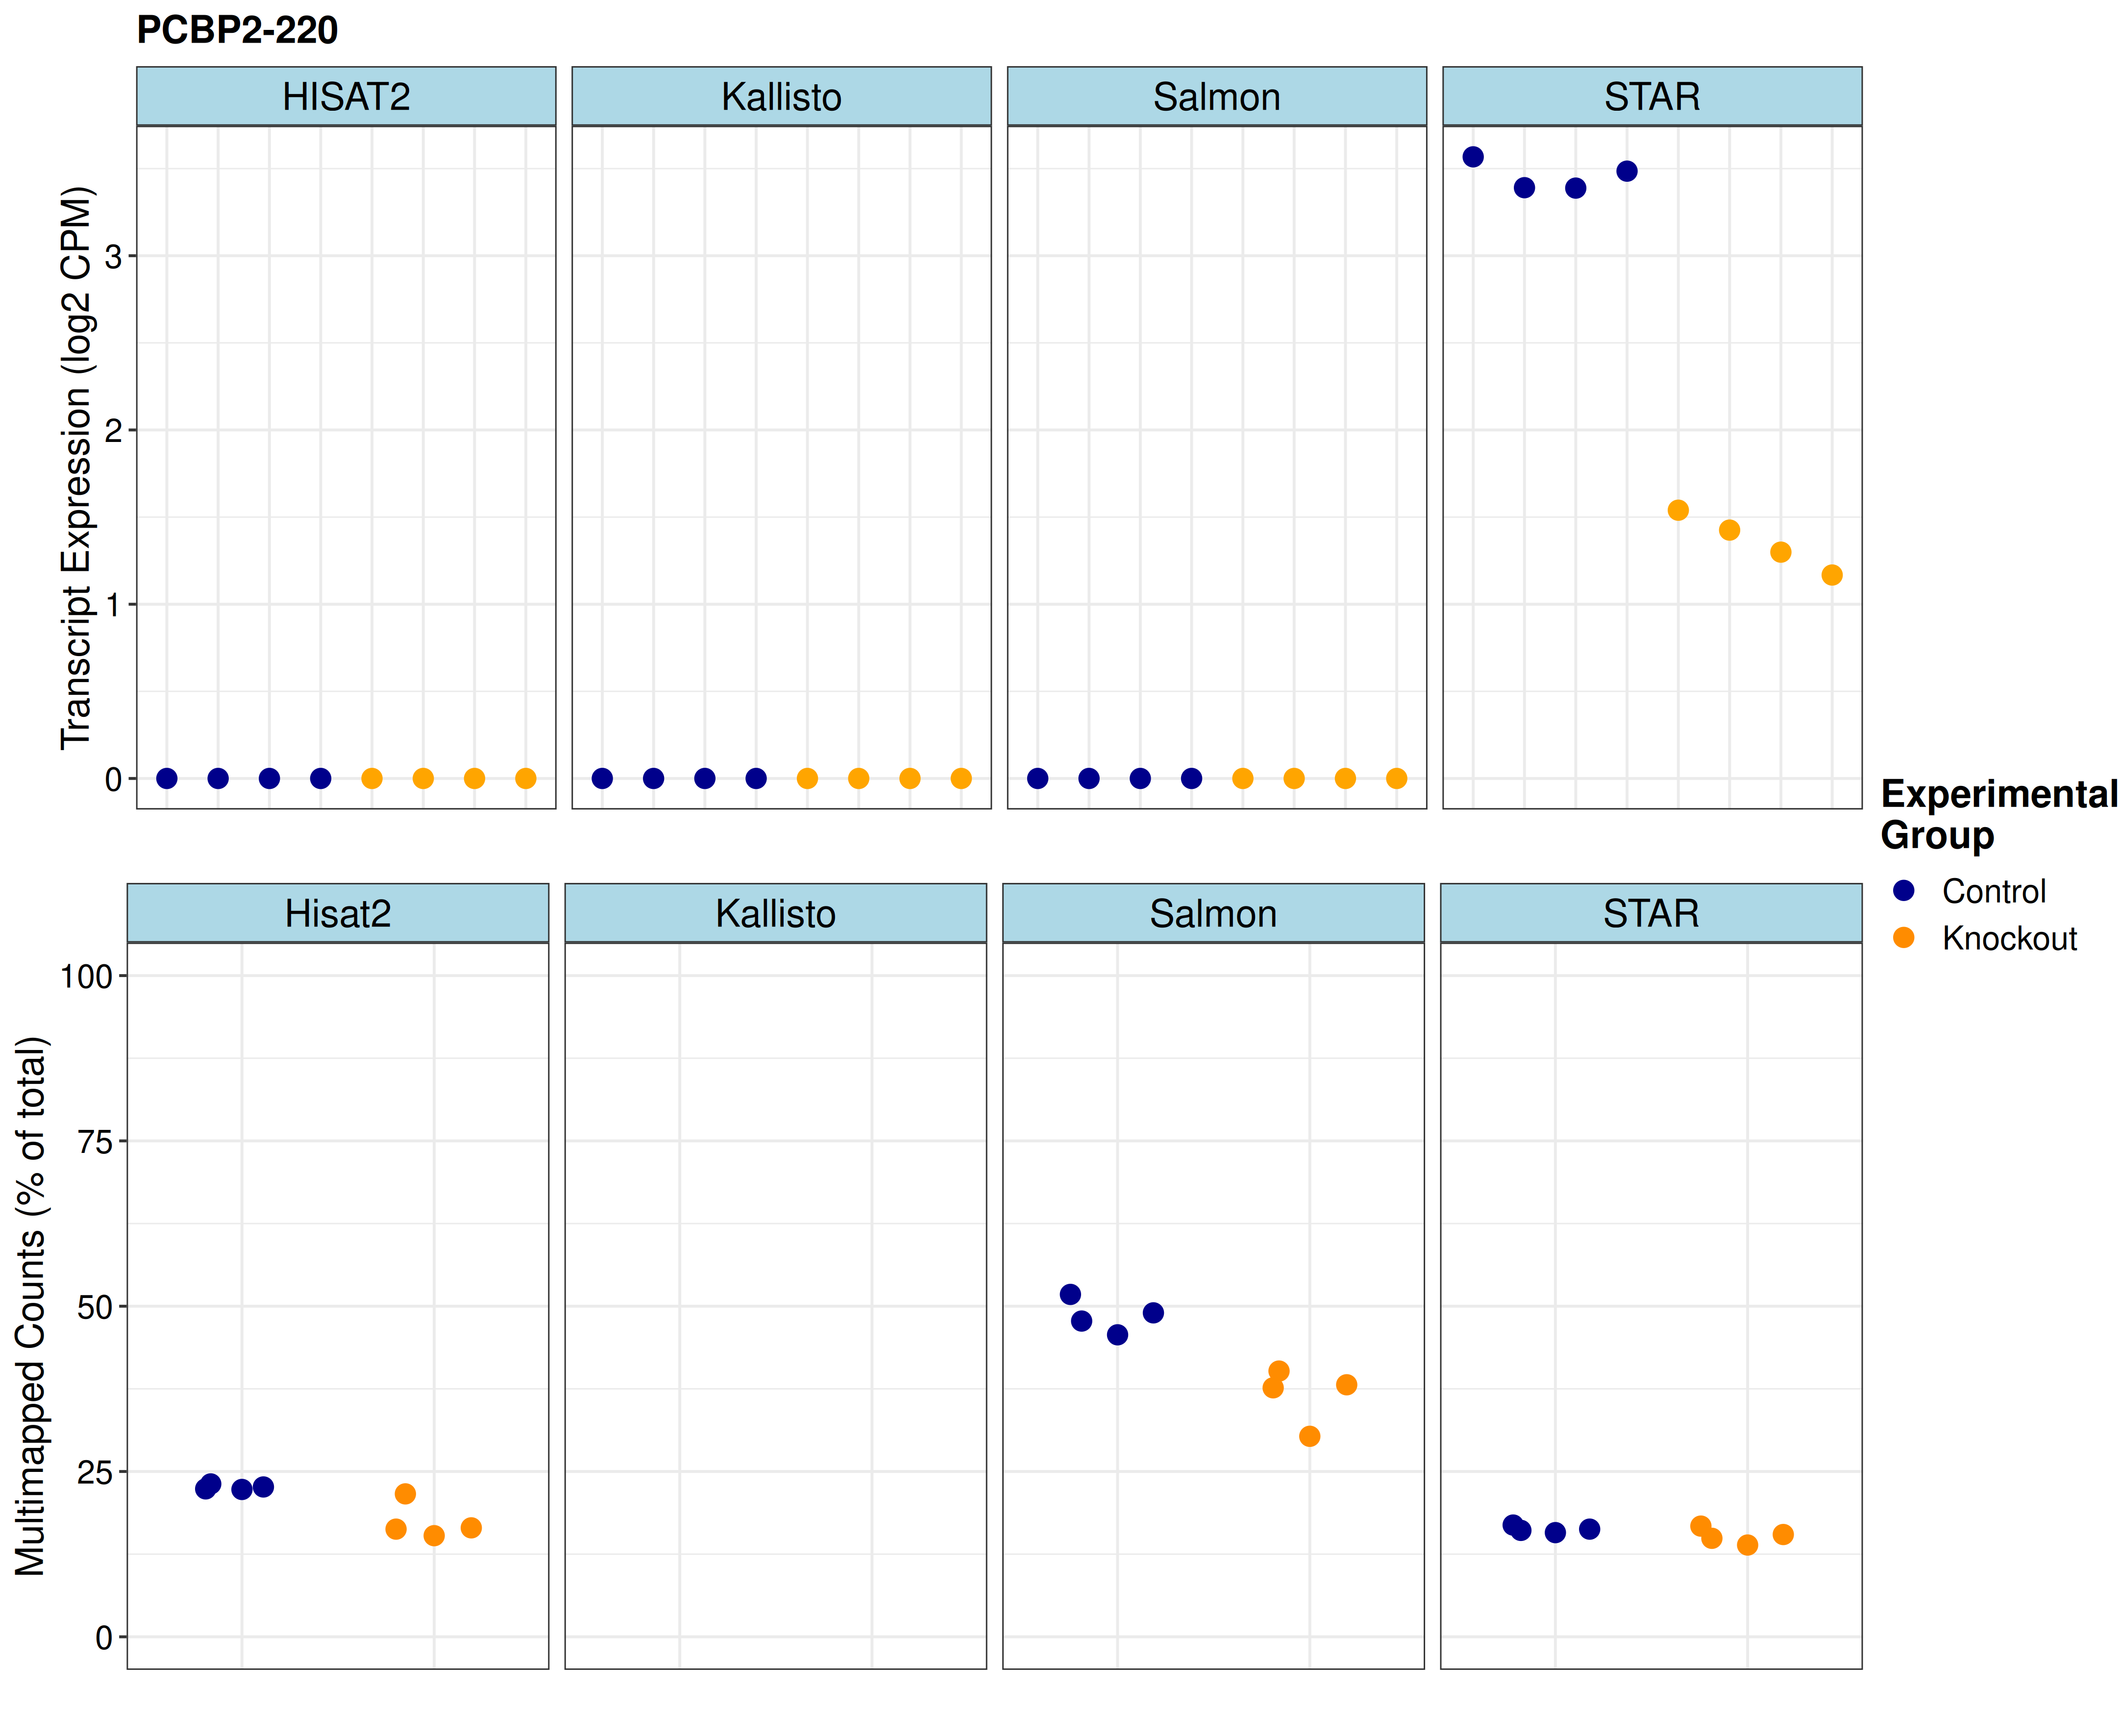 PCBP2-220
HISAT2
Kallisto
Salmon
STAR
Transcript Expression (log2 CPM)
3
2
1
0
Hisat2
Kallisto
Salmon
STAR
Multimapped Counts (% of total)
100
75
50
25
0
Experimental
Group
Control
Knockout